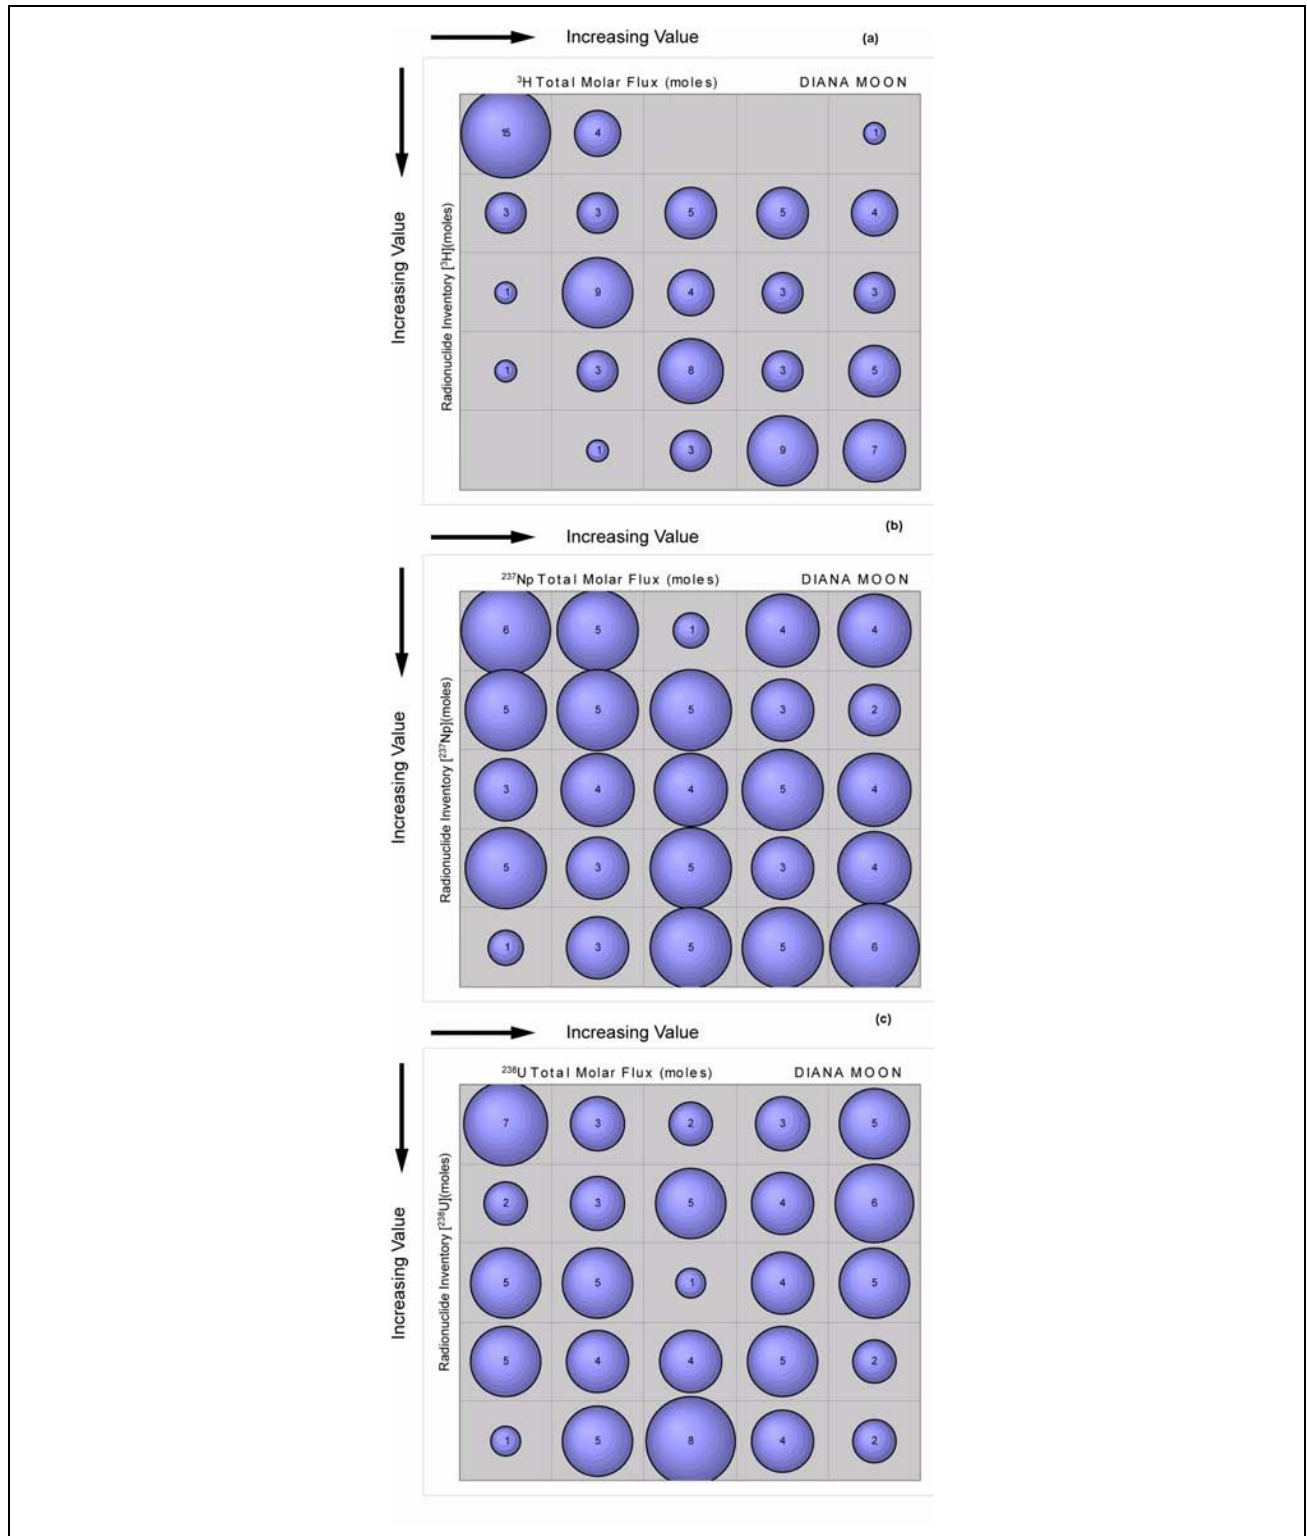 Increasing Value (a)
³H Total Molar Flux (moles) DIANA MOON
Increasing Value
Radionuclide Inventory [³H](moles)
15 4 1
3 3 5 5 4
1 9 4 3 3
1 3 8 3 5
1 3 9 7
(b)
Increasing Value
²³⁷Np Total Molar Flux (moles) DIANA MOON
Increasing Value
Radionuclide Inventory [²³⁷Np](moles)
6 5 1 4 4
5 5 5 3 2
3 4 4 5 4
5 3 5 3 4
1 3 5 5 6
(c)
Increasing Value
²³⁸U Total Molar Flux (moles) DIANA MOON
Increasing Value
Radionuclide Inventory [²³⁸U](moles)
7 3 2 3 5
2 3 5 4 6
5 5 1 4 5
5 4 4 5 2
1 5 8 4 2